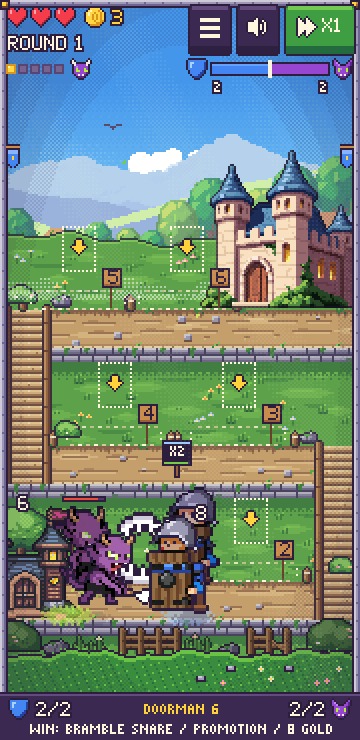 3
X1
ROUND 1
2 2
5 6
4 3
X2
6
8
2
2/2 DOORMAN 6 2/2
WIN: BRAMBLE SNARE / PROMOTION / 8 GOLD